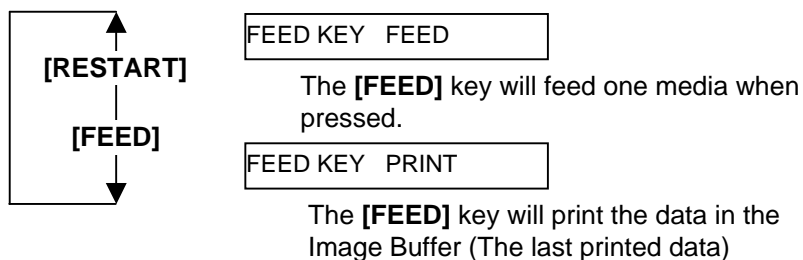 FEED KEY FEED
[RESTART]
The [FEED] key will feed one media when
pressed.
[FEED]
FEED KEY PRINT
The [FEED] key will print the data in the
Image Buffer (The last printed data)